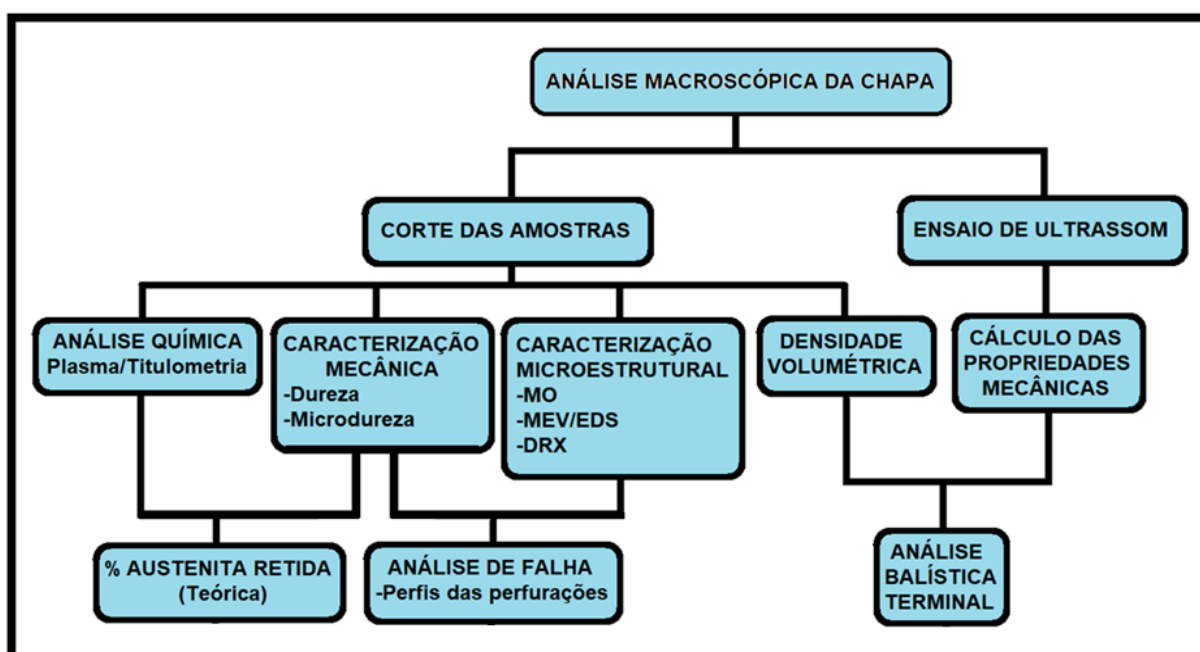 ANÁLISE MACROSCÓPICA DA CHAPA
CORTE DAS AMOSTRAS
ENSAIO DE ULTRASSOM
ANÁLISE QUÍMICA
Plasma/Titulometria
CARACTERIZAÇÃO
MECÂNICA
-Dureza
-Microdureza
CARACTERIZAÇÃO
MICROESTRUTURAL
-MO
-MEV/EDS
-DRX
DENSIDADE
VOLUMÉTRICA
CÁLCULO DAS
PROPRIEDADES
MECÂNICAS
% AUSTENITA RETIDA
(Teórica)
ANÁLISE DE FALHA
-Perfis das perfurações
ANÁLISE
BALÍSTICA
TERMINAL